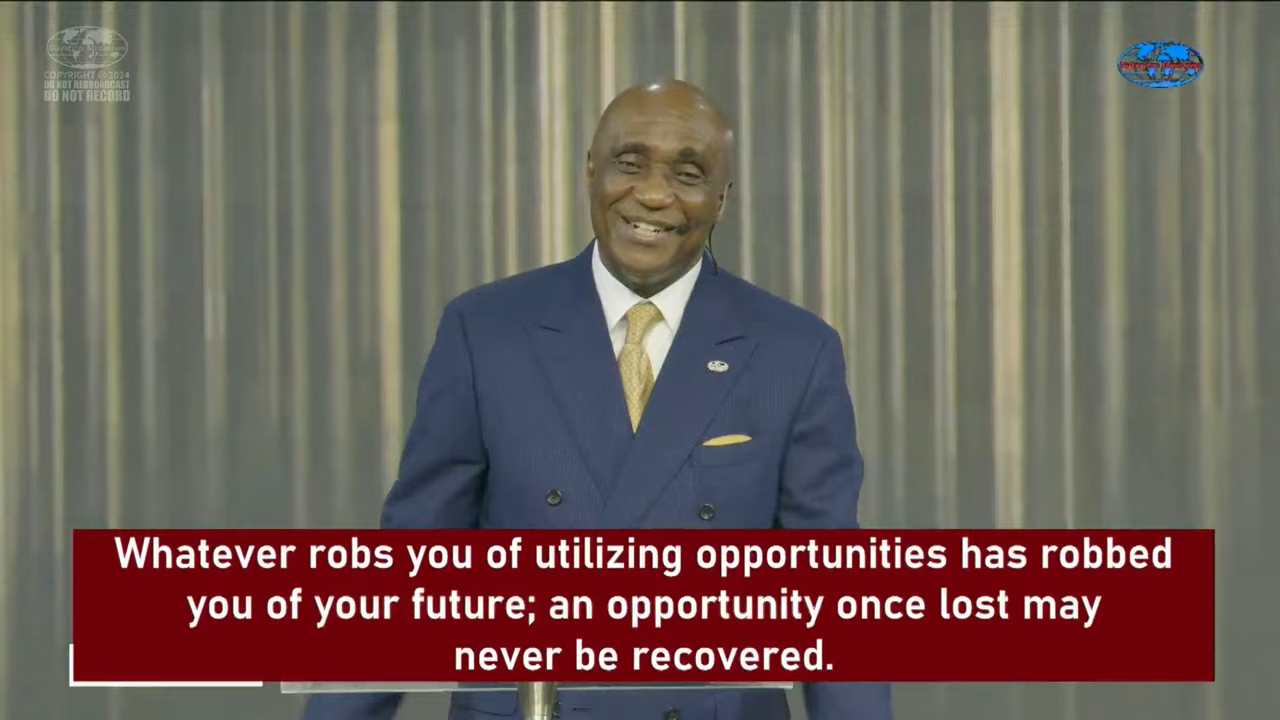 COPYRIGHT © 2024
DO NOT REBROADCAST
DO NOT RECORD
Whatever robs you of utilizing opportunities has robbed
you of your future; an opportunity once lost may
never be recovered.